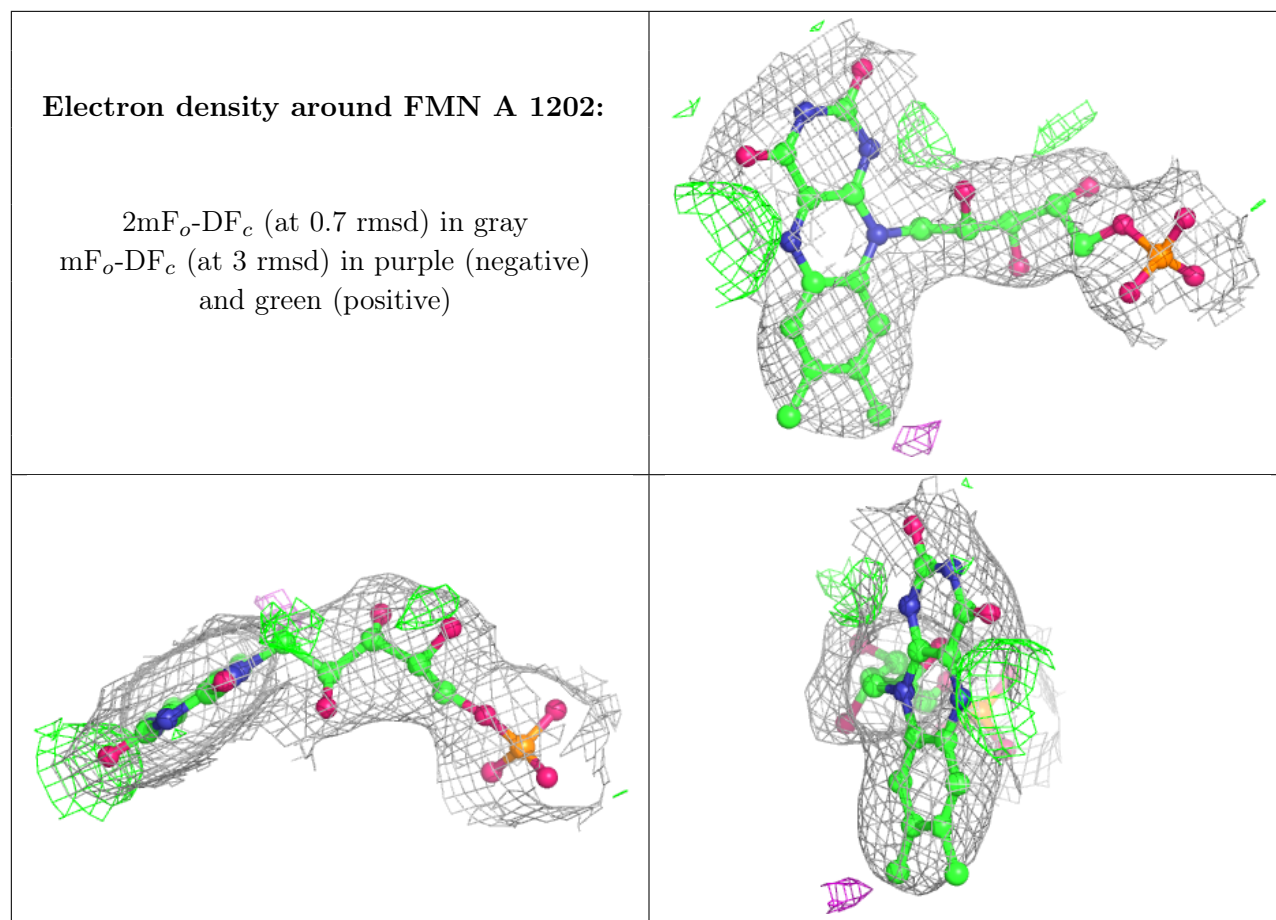 Electron density around FMN A 1202:
2mFo-DFc (at 0.7 rmsd) in gray
mFo-DFc (at 3 rmsd) in purple (negative)
and green (positive)